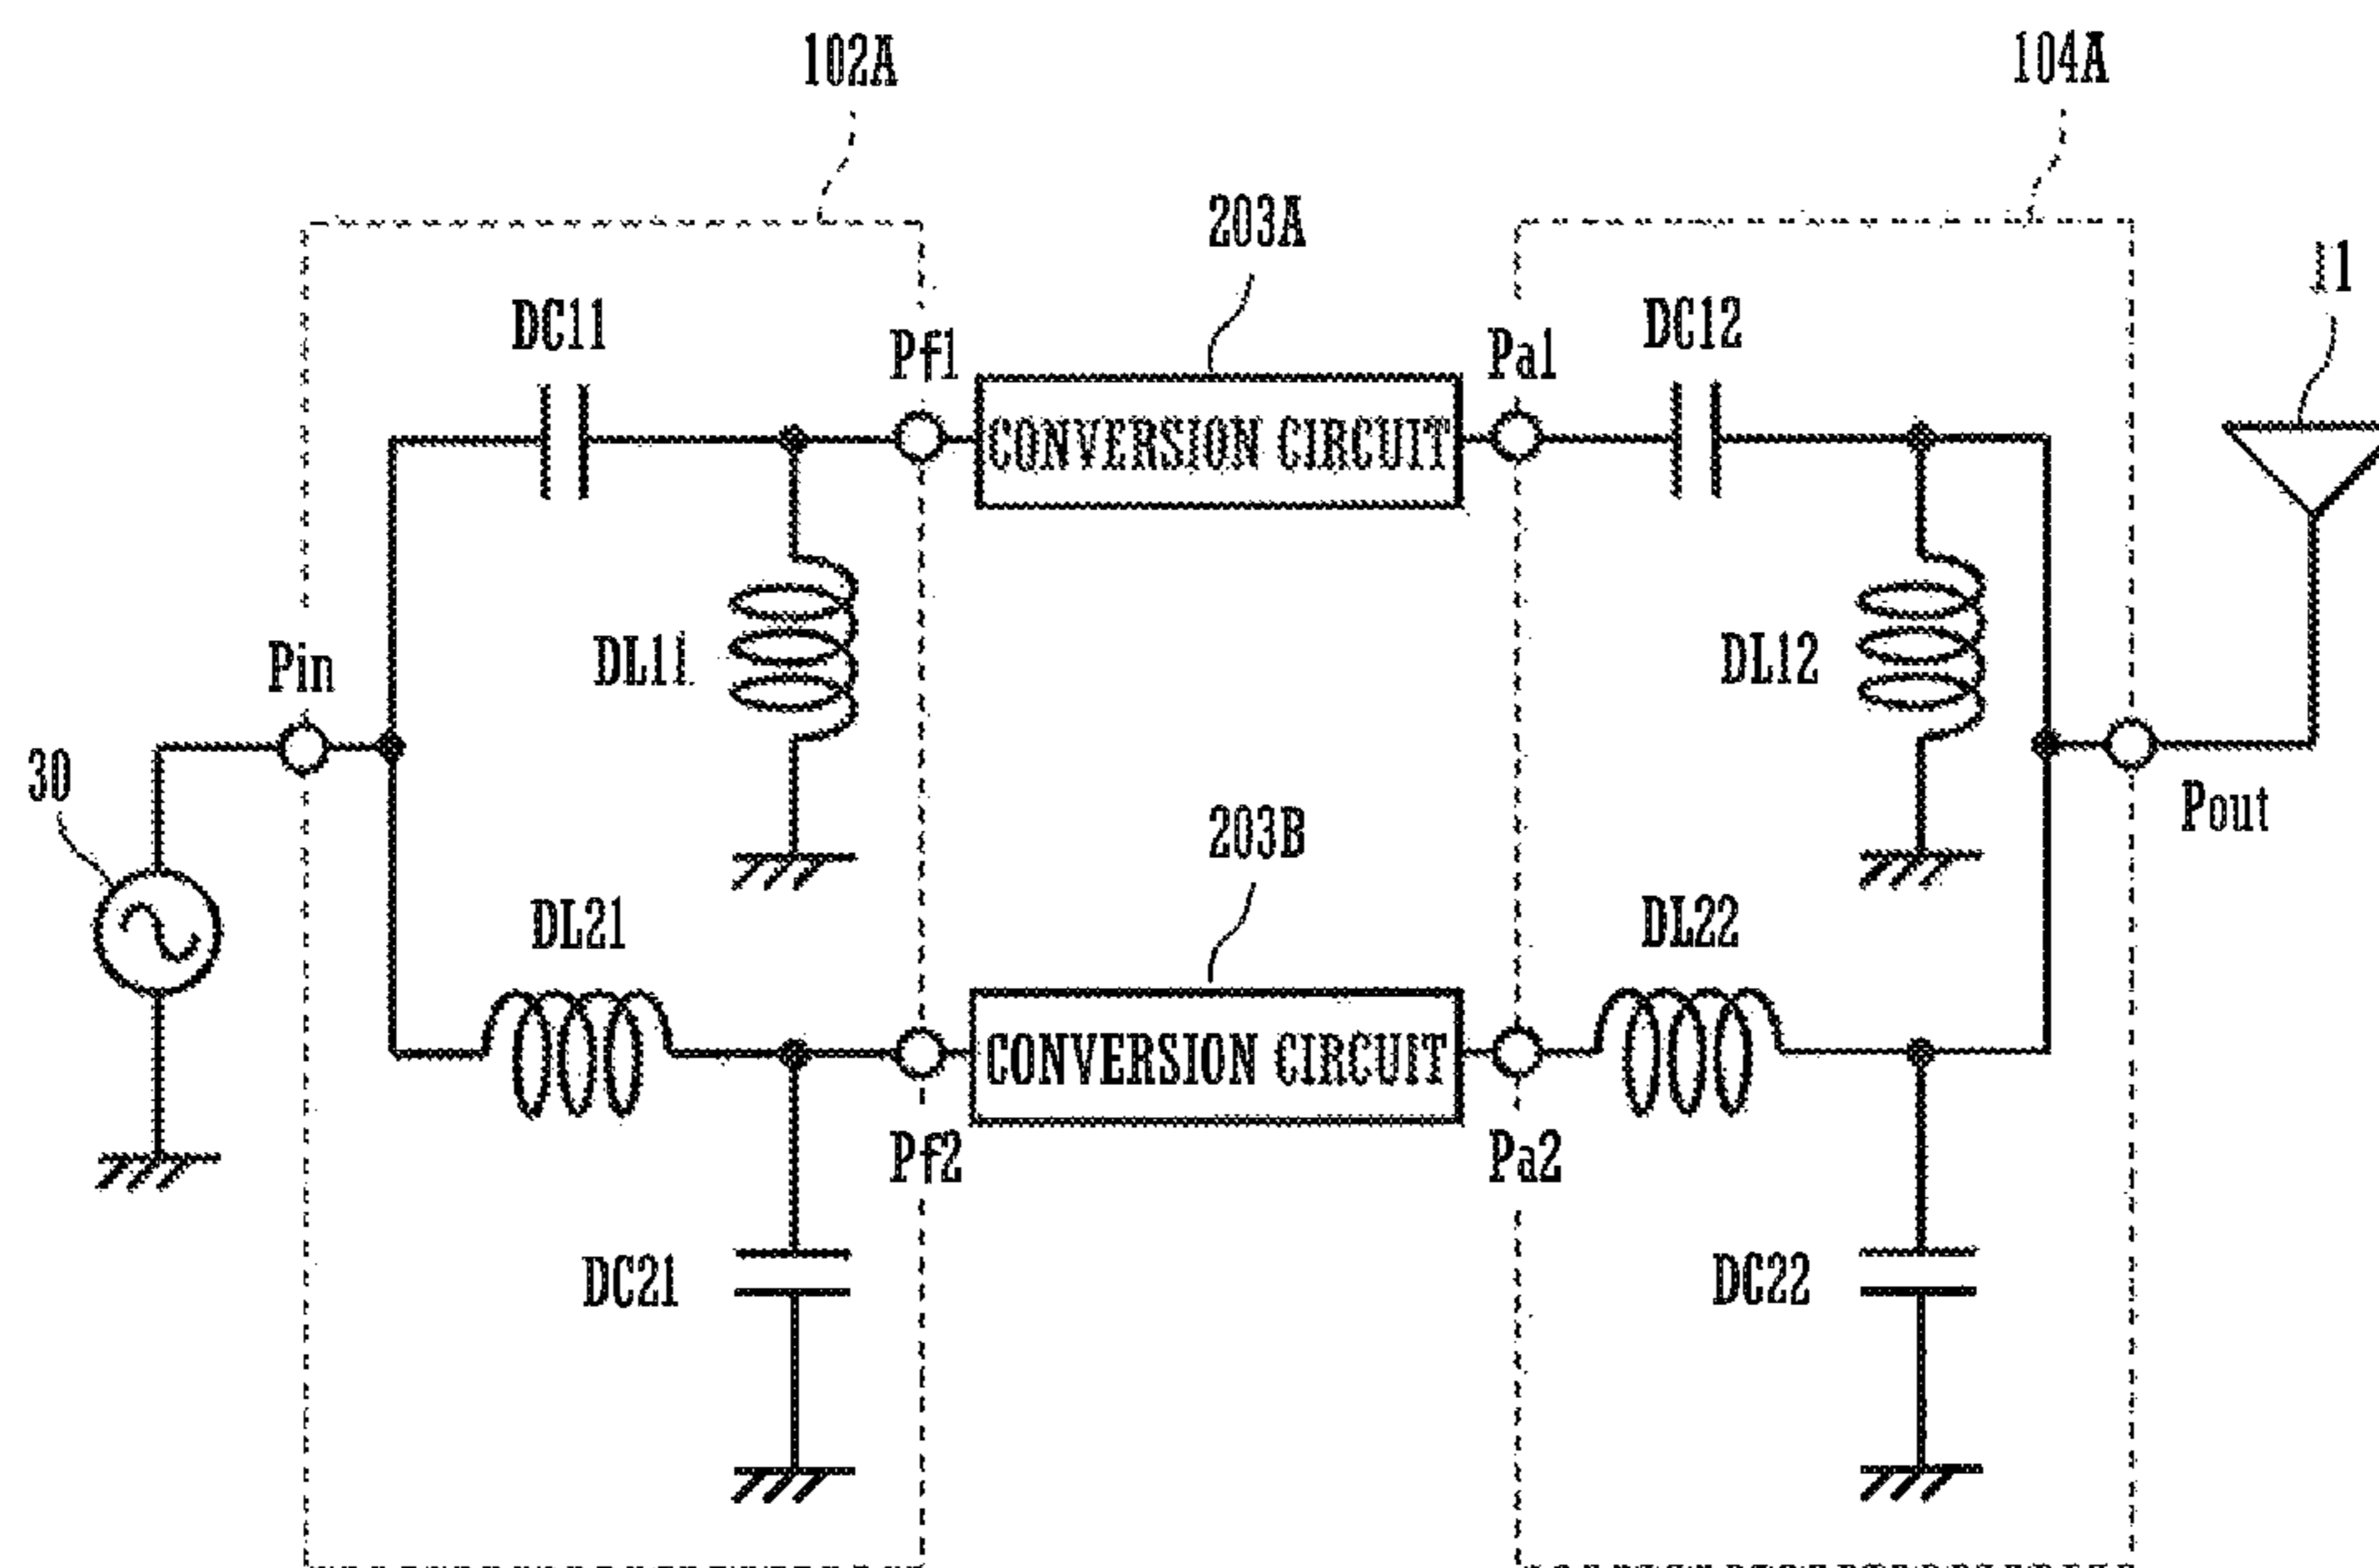 102A
104A
203A
11
DC11
Pf1
Pa1
DC12
CONVERSION CIRCUIT
Pin
DL11
DL12
30
Pout
203B
DL21
DL22
CONVERSION CIRCUIT
Pf2
Pa2
DC21
DC22